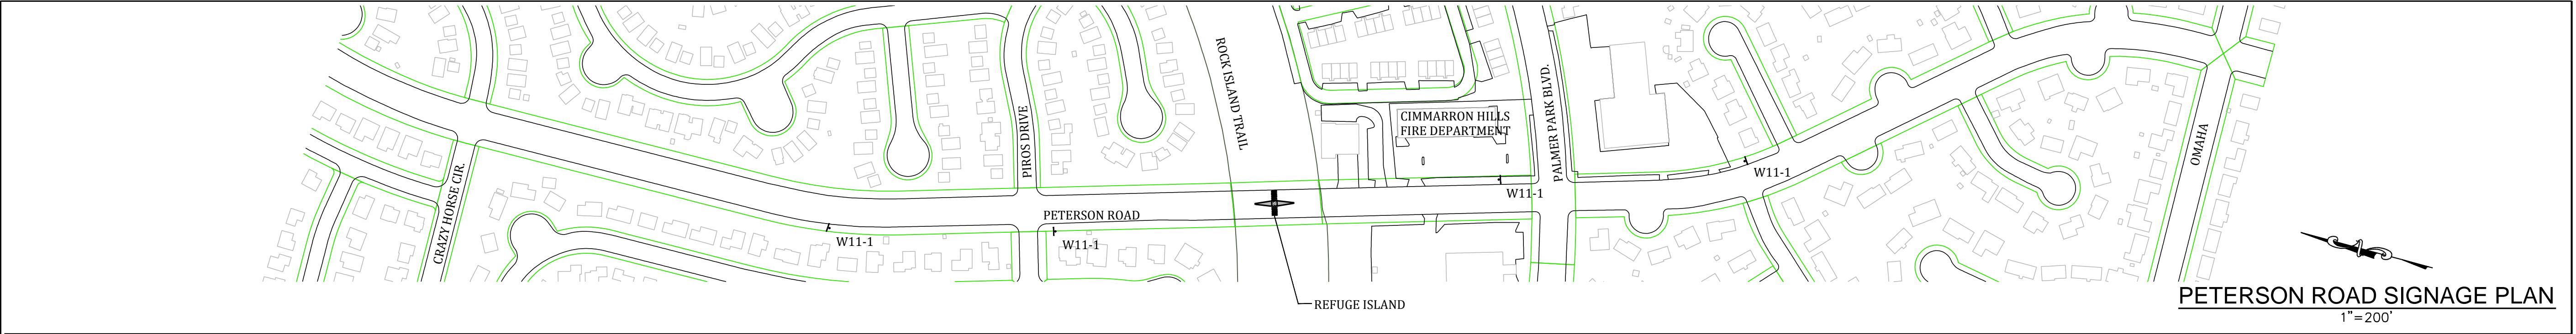 ROCK ISLAND TRAIL
PIROS DRIVE
CIMMARRON HILLS
FIRE DEPARTMENT
PALMER PARK BLVD.
OMAHA
CRAZY HORSE CIR.
W11-1
W11-1
PETERSON ROAD
W11-1
W11-1
REFUGE ISLAND
PETERSON ROAD SIGNAGE PLAN
1"=200'